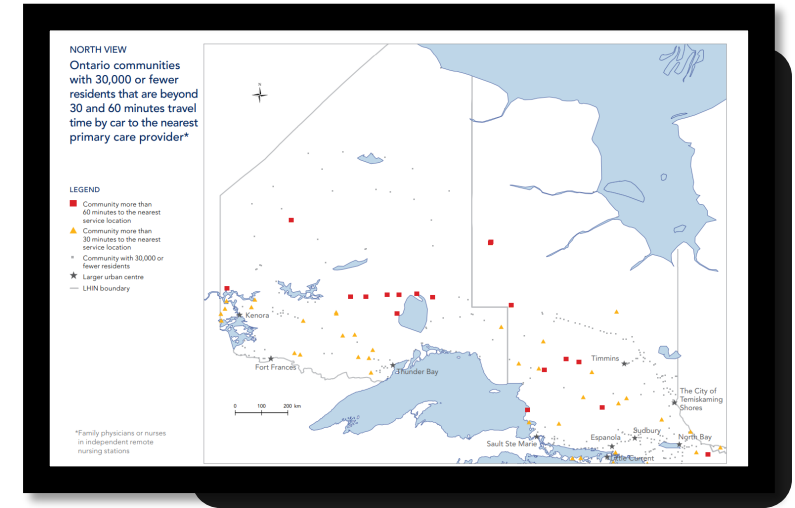 NORTH VIEW
Ontario communities
with 30,000 or fewer
residents that are beyond
30 and 60 minutes travel
time by car to the nearest
primary care provider*
LEGEND
Community more than
60 minutes to the nearest
service location
Community more than
30 minutes to the nearest
service location
Community with 30,000 or
fewer residents
Larger urban centre
LHIN boundary
*Family physicians or nurses
in independent remote
nursing stations
N
Kenora
Fort Frances
Thunder Bay
0 100 200 km
Timmins
The City of
Temiskaming
Shores
Sudbury
Espanola
North Bay
Sault Ste Marie
Little Current